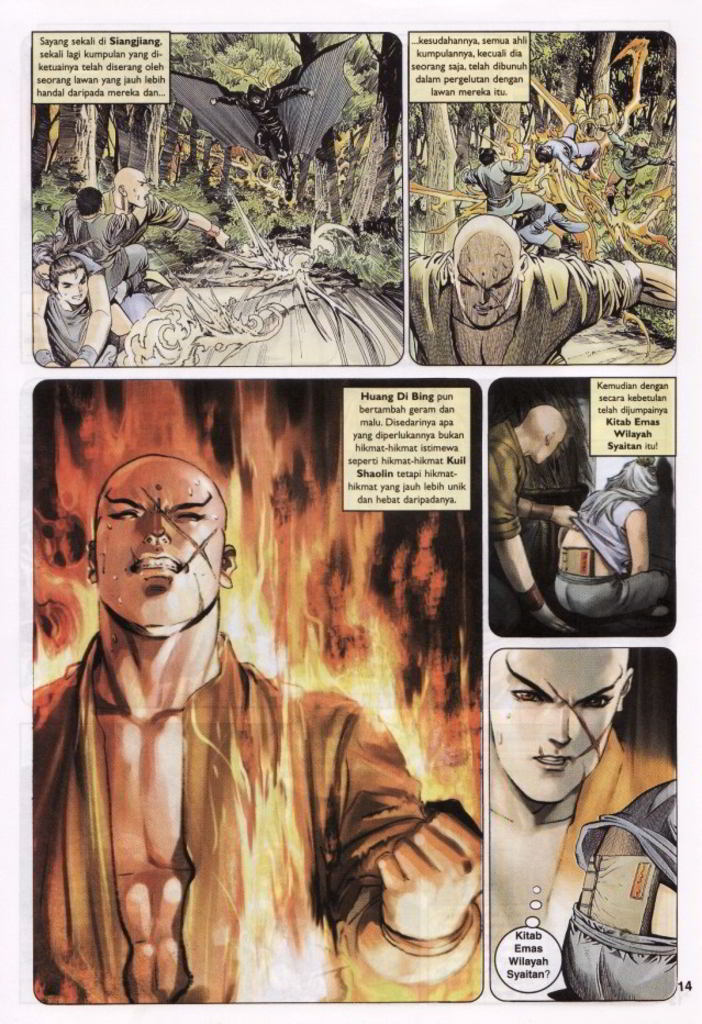 Sayang sekali di Siangjiang,
sekali lagi kumpulan yang di-
ketuainya telah diserang oleh
seorang lawan yang jauh lebih
handal daripada mereka dan...
...kesudahannya, semua ahli
kumpulannya, kecuali dia
seorang saja, telah dibunuh
dalam pergelutan dengan
lawan mereka itu.
Huang Di Bing pun
bertambah geram dan
malu. Disedarinya apa
yang diperlukannya bukan
hikmat-hikmat istimewa
seperti hikmat-hikmat Kuil
Shaolin tetapi hikmat-
hikmat yang jauh lebih unik
dan hebat daripadanya.
Kemudian dengan
secara kebetulan
telah dijumpainya
Kitab Emas
Wilayah
Syaitan itu!
Kitab
Emas
Wilayah
Syaitan?
14